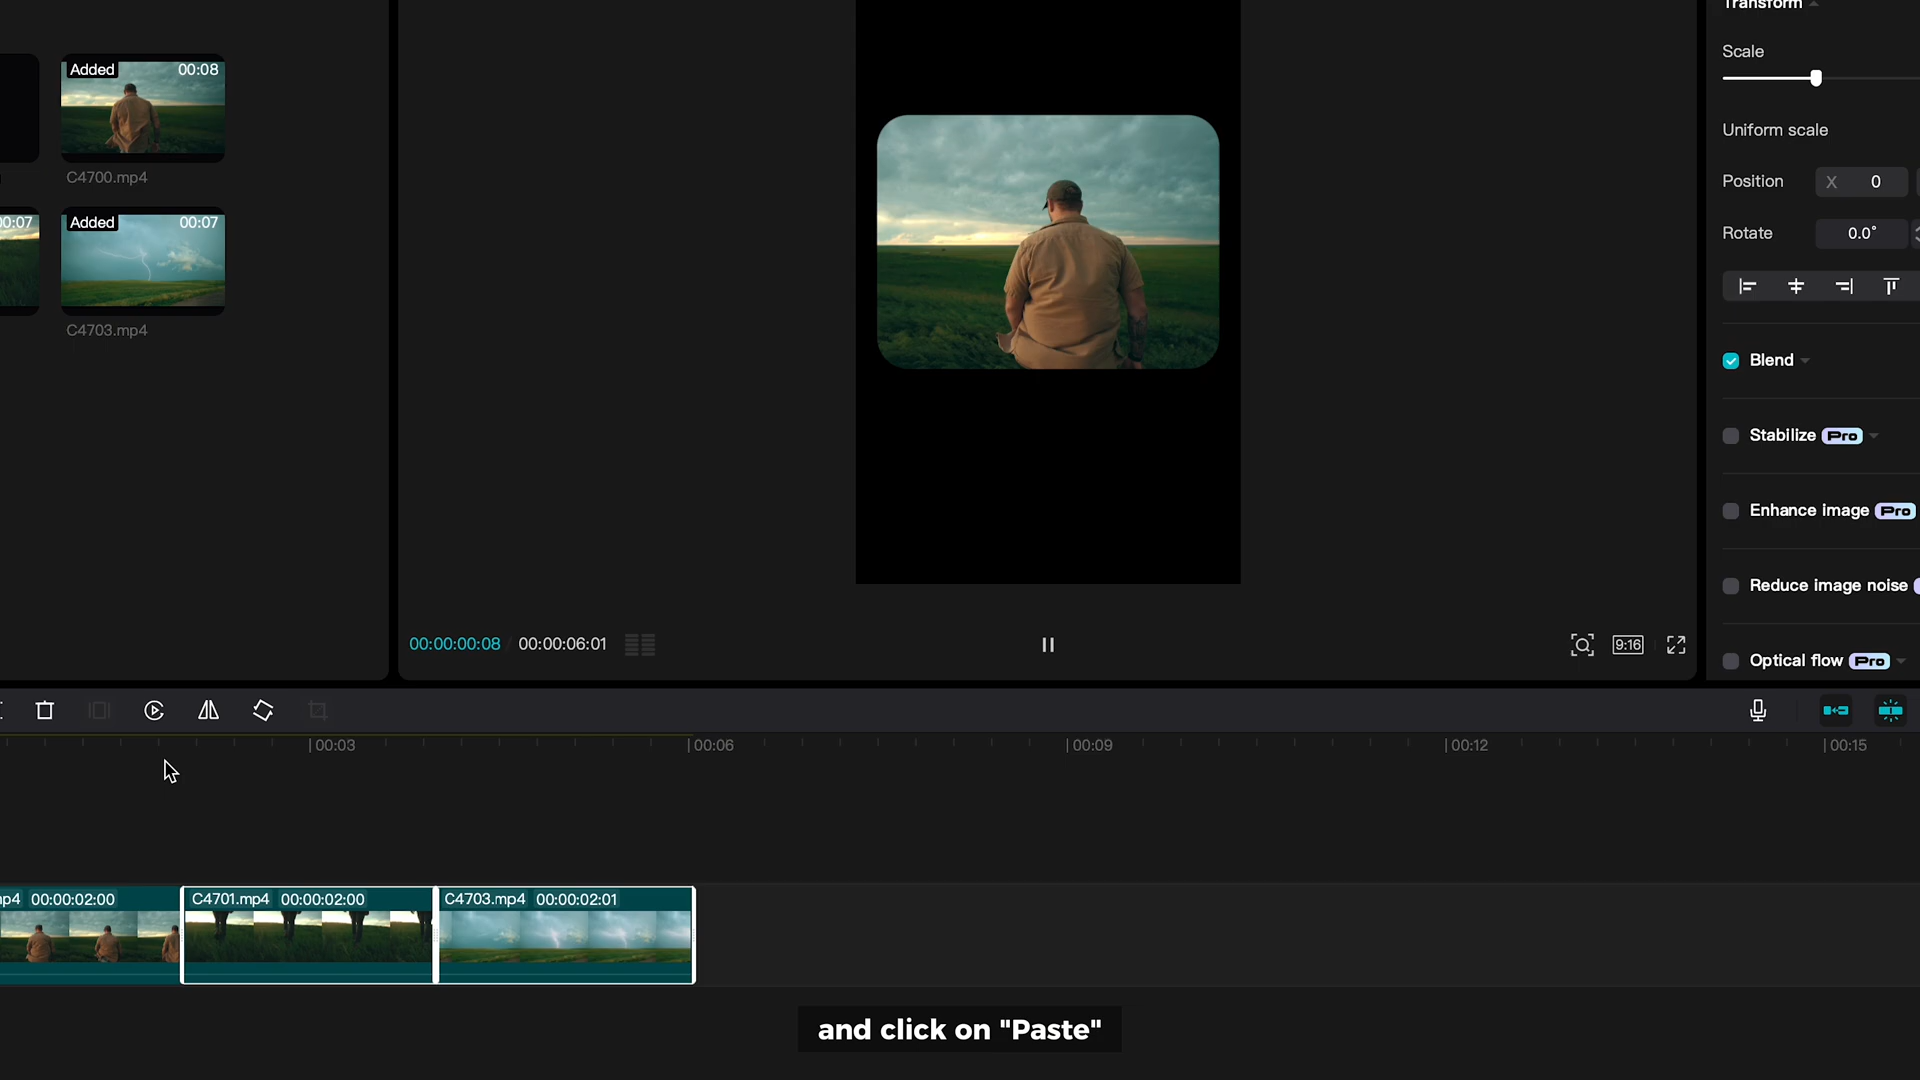 Added 00:08
C4700.mp4
00:07
Added 00:07
C4703.mp4
00:00:00:08 / 00:00:06:01
9:16
Transform
Scale
Uniform scale
Position X 0
Rotate 0.0°
Blend
Stabilize Pro
Enhance image Pro
Reduce image noise
Optical flow Pro
00:03 00:06 00:09 00:12 00:15
mp4 00:00:02:00
C4701.mp4 00:00:02:00
C4703.mp4 00:00:02:01
and click on "Paste"